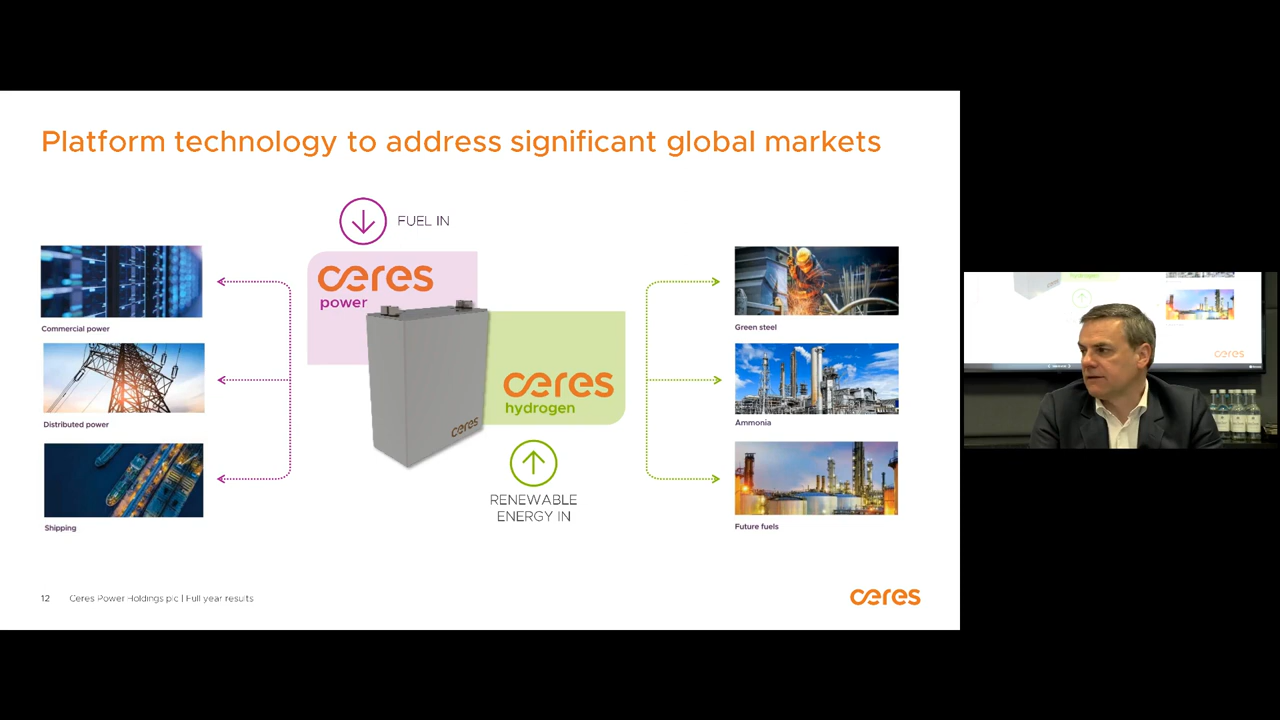 Platform technology to address significant global markets
FUEL IN
ceres
power
ceres
hydrogen
ceres
RENEWABLE
ENERGY IN
Commercial power
Distributed power
Shipping
Green steel
Ammonia
Future fuels
12 Ceres Power Holdings plc | Full year results
ceres
hydrogen
ceres